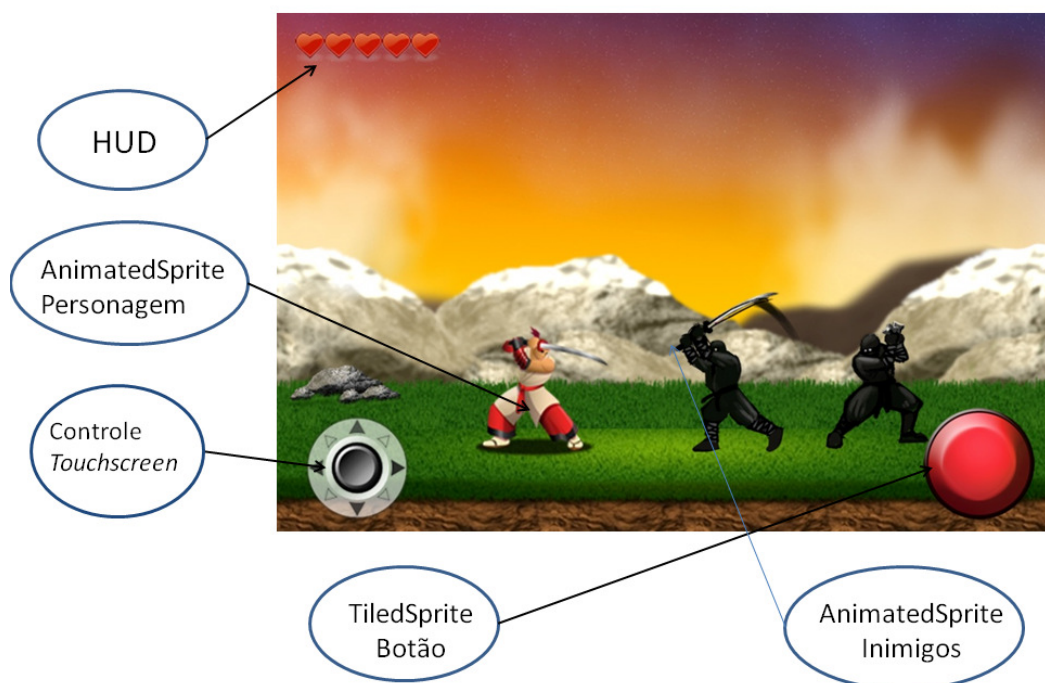 HUD
AnimatedSprite
Personagem
Controle
Touchscreen
TiledSprite
Botão
AnimatedSprite
Inimigos